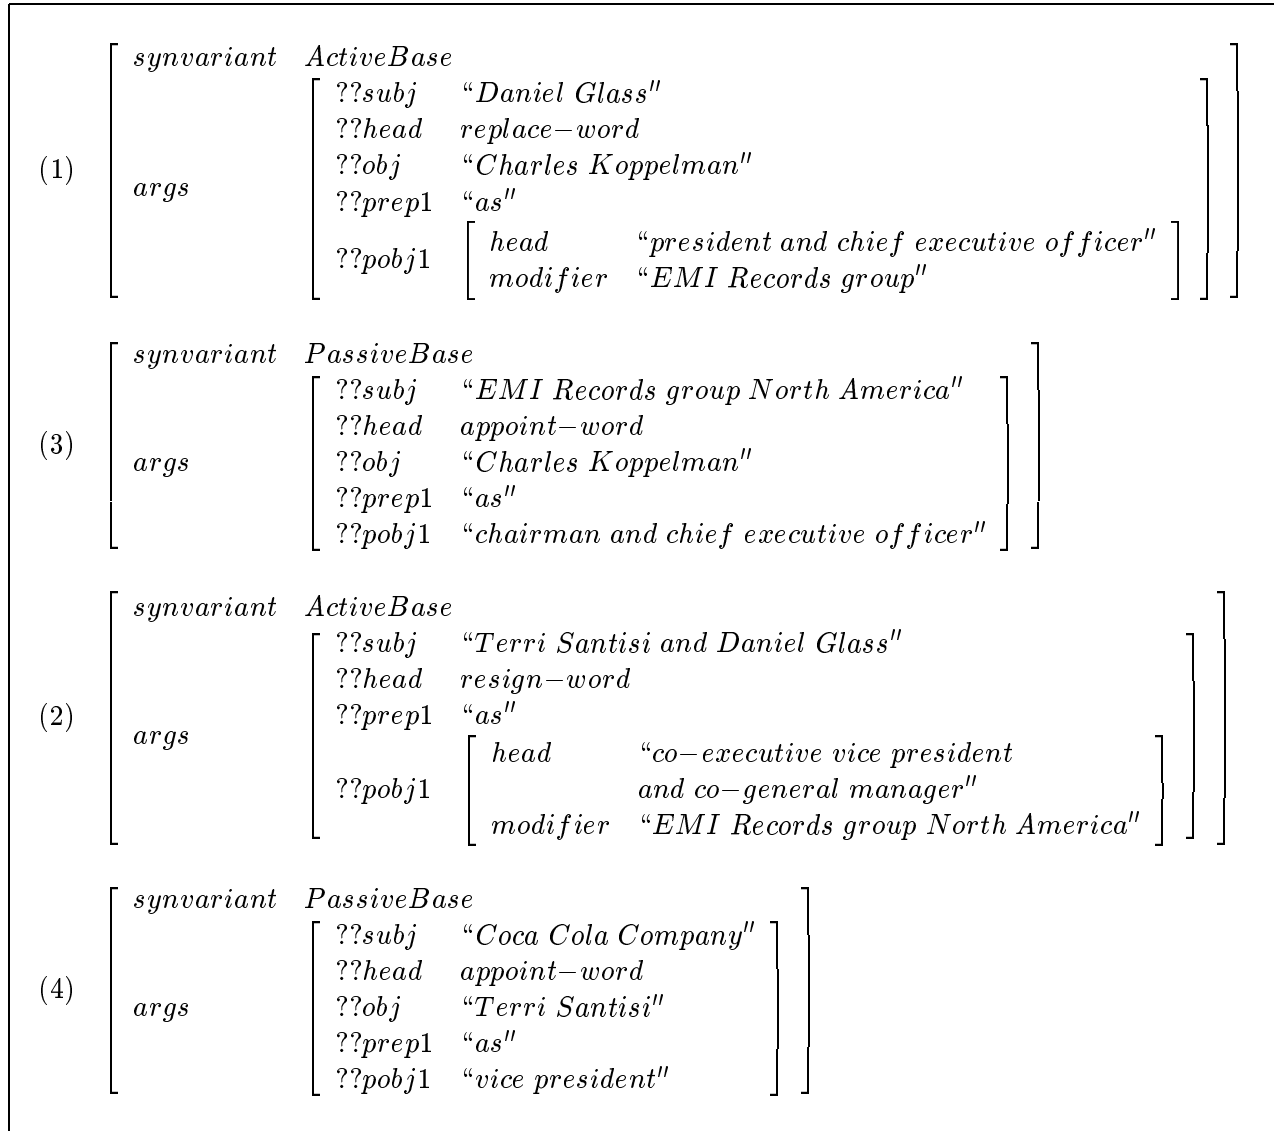 synvariant ActiveBase
??subj “Daniel Glass″
??head replace−word
(1) args ??obj “Charles Koppelman″
??prep1 “as″
??pobj1 head “president and chief executive officer″
modifier “EMI Records group″
synvariant PassiveBase
??subj “EMI Records group North America″
??head appoint−word
(3) args ??obj “Charles Koppelman″
??prep1 “as″
??pobj1 “chairman and chief executive officer″
synvariant ActiveBase
??subj “Terri Santisi and Daniel Glass″
??head resign−word
(2) args ??prep1 “as″
head “co−executive vice president
??pobj1 and co−general manager″
modifier “EMI Records group North America″
synvariant PassiveBase
??subj “Coca Cola Company″
??head appoint−word
(4) args ??obj “Terri Santisi″
??prep1 “as″
??pobj1 “vice president″